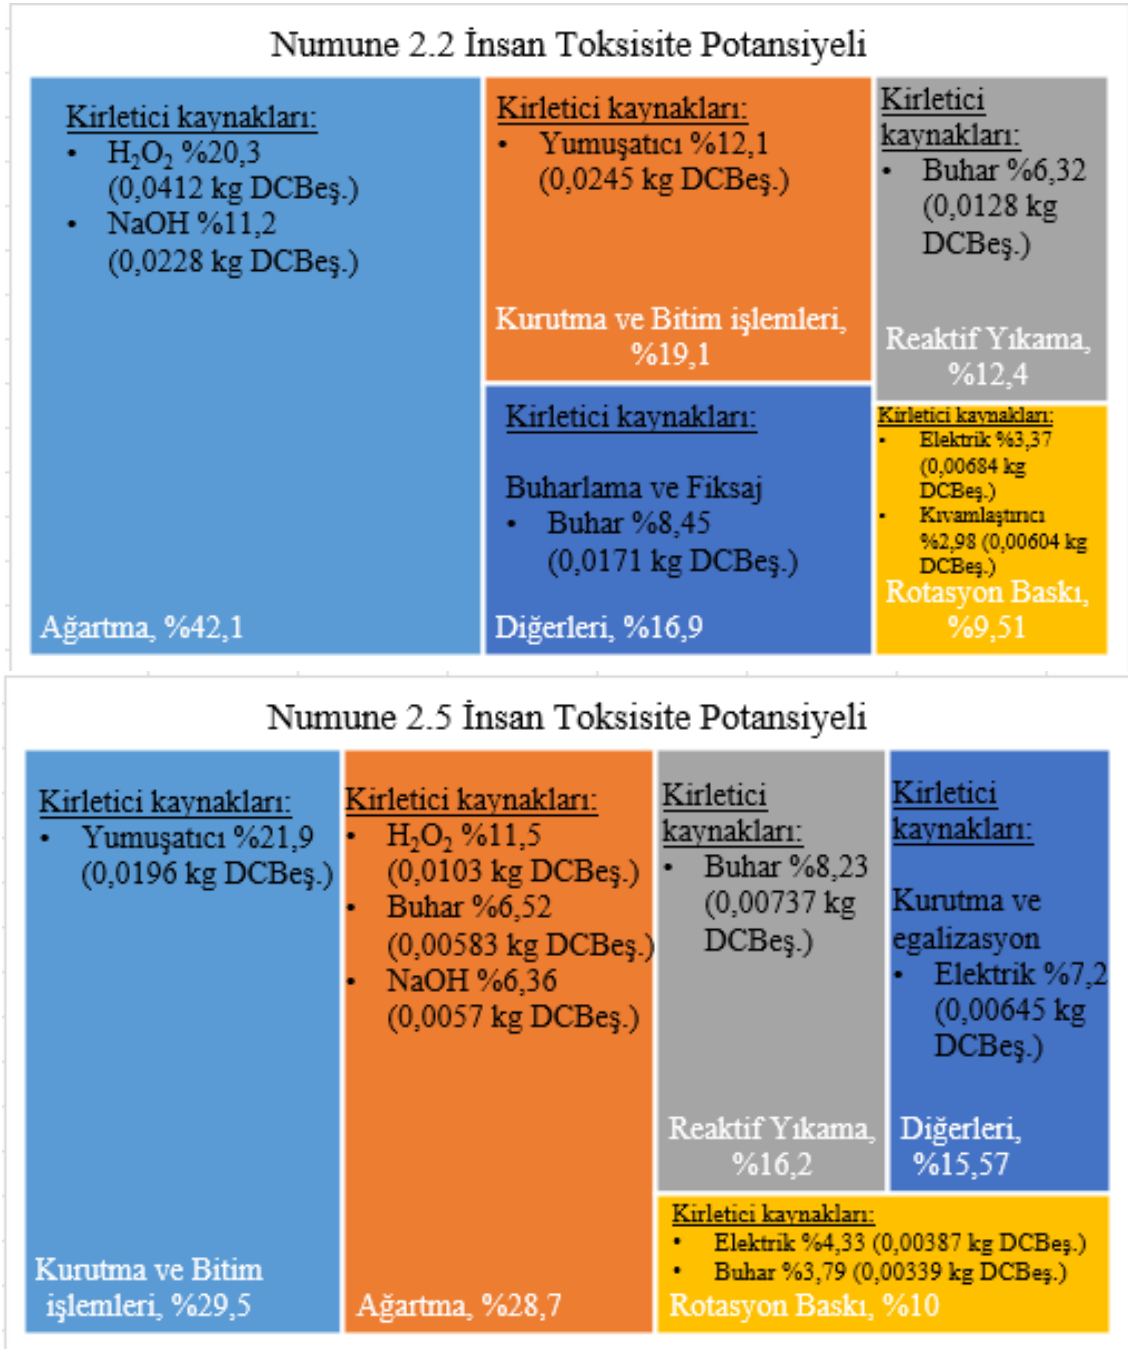 Numune 2.2 İnsan Toksisite Potansiyeli
Kirletici kaynakları:
• H₂O₂ %20,3
(0,0412 kg DCBeş.)
• NaOH %11,2
(0,0228 kg DCBeş.)
Ağartma, %42,1
Kirletici kaynakları:
• Yumuşatıcı %12,1
(0,0245 kg DCBeş.)
Kurutma ve Bitim işlemleri,
%19,1
Kirletici kaynakları:
Buharlama ve Fiksaj
• Buhar %8,45
(0,0171 kg DCBeş.)
Diğerleri, %16,9
Kirletici
kaynakları:
• Buhar %6,32
(0,0128 kg
DCBeş.)
Reaktif Yıkama,
%12,4
Kirletici kaynakları:
• Elektrik %3,37
(0,00684 kg
DCBeş.)
• Kıvamlaştırıcı
%2,98 (0,00604 kg
DCBeş.)
Rotasyon Baskı,
%9,51
Numune 2.5 İnsan Toksisite Potansiyeli
Kirletici kaynakları:
• Yumuşatıcı %21,9
(0,0196 kg DCBeş.)
Kurutma ve Bitim
işlemleri, %29,5
Kirletici kaynakları:
• H₂O₂ %11,5
(0,0103 kg DCBeş.)
• Buhar %6,52
(0,00583 kg DCBeş.)
• NaOH %6,36
(0,0057 kg DCBeş.)
Ağartma, %28,7
Kirletici
kaynakları:
• Buhar %8,23
(0,00737 kg
DCBeş.)
Reaktif Yıkama,
%16,2
Kirletici
kaynakları:
Kurutma ve
egalizasyon
• Elektrik %7,2
(0,00645 kg
DCBeş.)
Diğerleri,
%15,57
Kirletici kaynakları:
• Elektrik %4,33 (0,00387 kg DCBeş.)
• Buhar %3,79 (0,00339 kg DCBeş.)
Rotasyon Baskı, %10